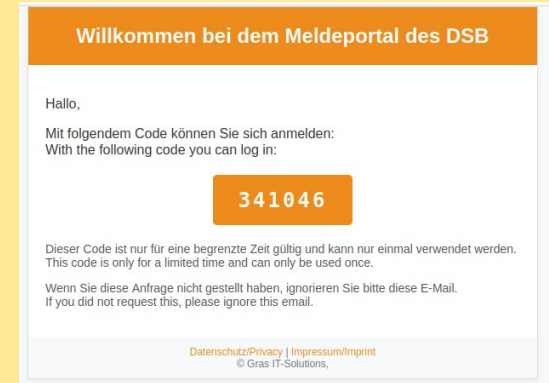 Willkommen bei dem Meldeportal des DSB
Hallo,
Mit folgendem Code können Sie sich anmelden:
With the following code you can log in:
341046
Dieser Code ist nur für eine begrenzte Zeit gültig und kann nur einmal verwendet werden.
This code is only for a limited time and can only be used once.
Wenn Sie diese Anfrage nicht gestellt haben, ignorieren Sie bitte diese E-Mail.
If you did not request this, please ignore this email.
Datenschutz/Privacy | Impressum/Imprint
© Gras IT-Solutions,